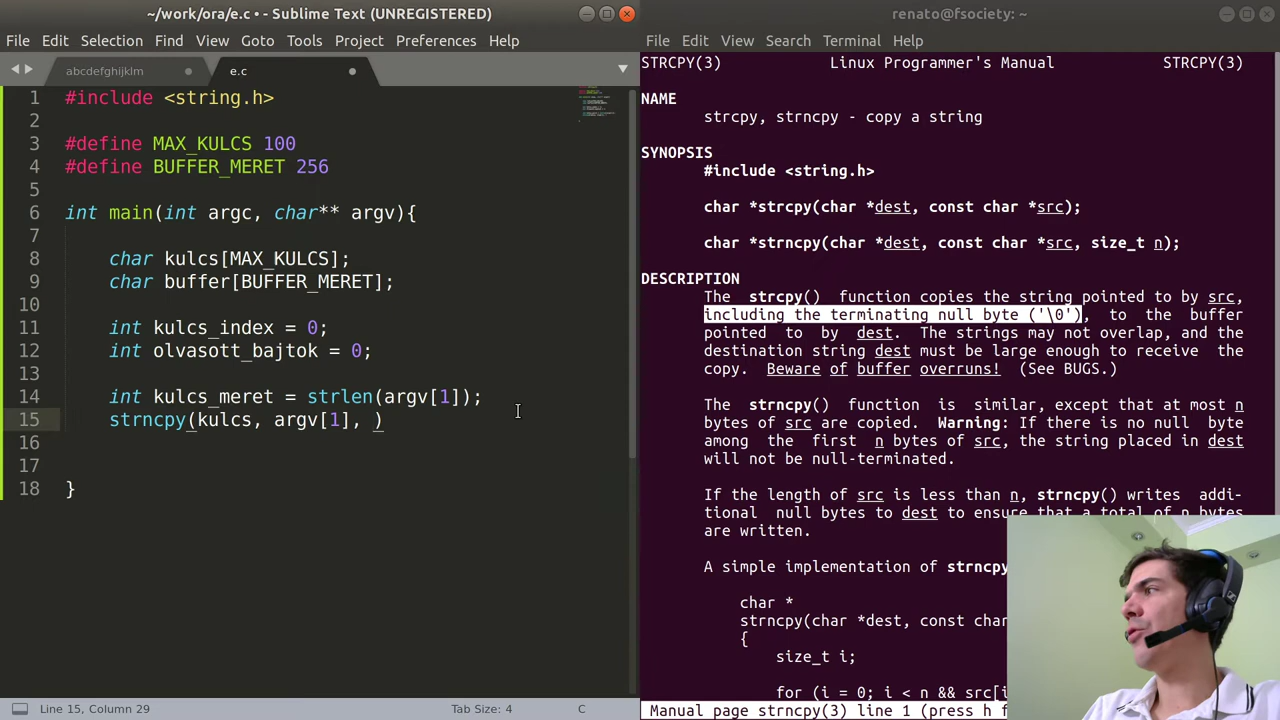 ~/work/ora/e.c • - Sublime Text (UNREGISTERED)
File Edit Selection Find View Goto Tools Project Preferences Help
abcdefghijklm
e.c
1 #include <string.h>
2
3 #define MAX_KULCS 100
4 #define BUFFER_MERET 256
5
6 int main(int argc, char** argv){
7
8 char kulcs[MAX_KULCS];
9 char buffer[BUFFER_MERET];
10
11 int kulcs_index = 0;
12 int olvasott_bajtok = 0;
13
14 int kulcs_meret = strlen(argv[1]);
15 strncpy(kulcs, argv[1], )
16
17
18 }
Line 15, Column 29
Tab Size: 4
C
renato@fsociety: ~
File Edit View Search Terminal Help
STRCPY(3) Linux Programmer's Manual STRCPY(3)
NAME
strcpy, strncpy - copy a string
SYNOPSIS
#include <string.h>
char *strcpy(char *dest, const char *src);
char *strncpy(char *dest, const char *src, size_t n);
DESCRIPTION
The strcpy() function copies the string pointed to by src,
including the terminating null byte ('\0'), to the buffer
pointed to by dest. The strings may not overlap, and the
destination string dest must be large enough to receive the
copy. Beware of buffer overruns! (See BUGS.)
The strncpy() function is similar, except that at most n
bytes of src are copied. Warning: If there is no null byte
among the first n bytes of src, the string placed in dest
will not be null-terminated.
If the length of src is less than n, strncpy() writes addi-
tional null bytes to dest to ensure that a total of n bytes
are written.
A simple implementation of strncpy
char *
strncpy(char *dest, const char
{
size_t i;
for (i = 0; i < n && src[i
Manual page strncpy(3) line 1 (press h f